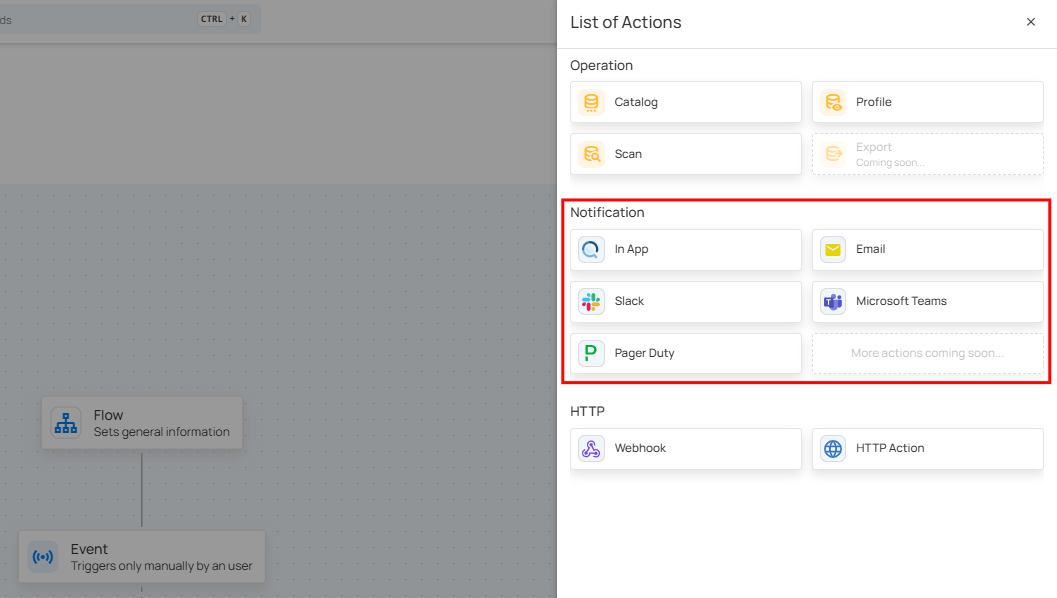 ds
CTRL + K
List of Actions
Operation
Catalog
Profile
Scan
Export
Coming soon...
Notification
In App
Email
Slack
Microsoft Teams
Pager Duty
More actions coming soon...
HTTP
Webhook
HTTP Action
Flow
Sets general information
Event
Triggers only manually by an user